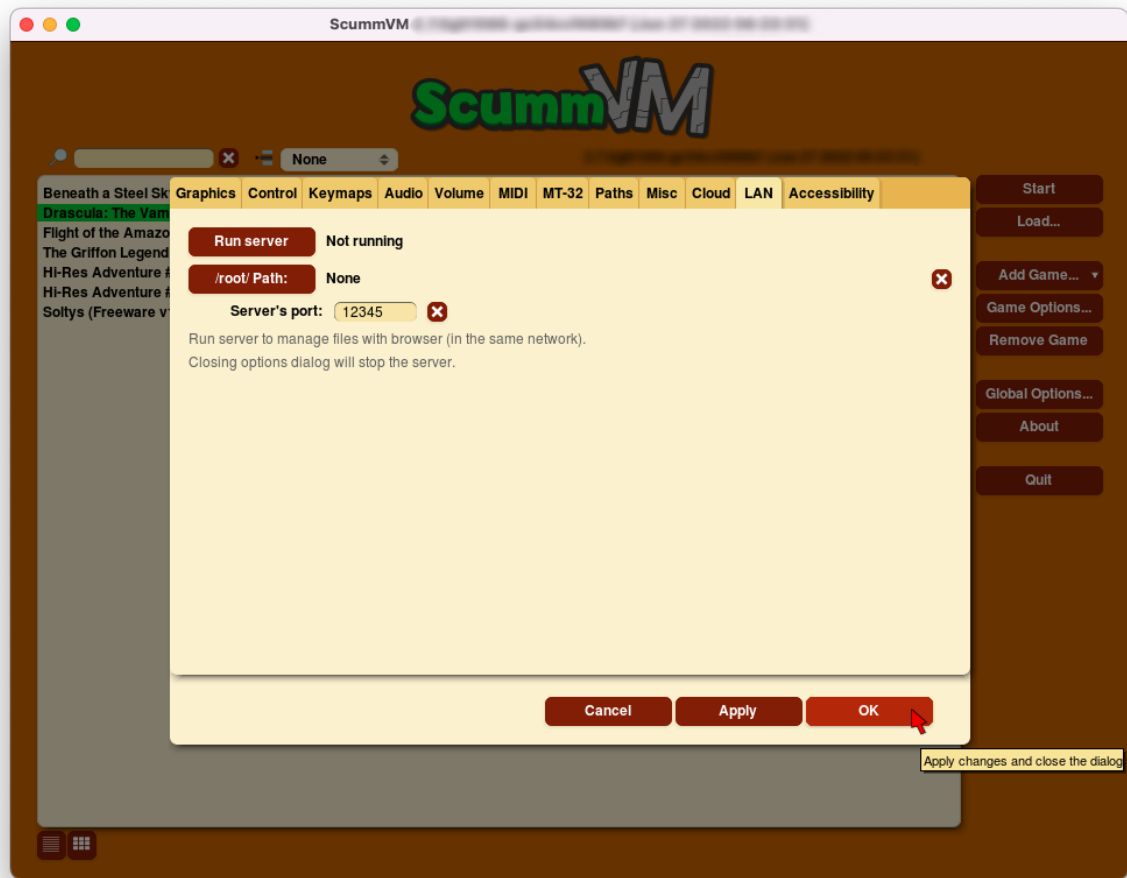 ScummVM
ScummVM
None
Beneath a Steel Sk
Drascula: The Vam
Flight of the Amazo
The Griffon Legend
Hi-Res Adventure #
Hi-Res Adventure #
Soltys (Freeware v
Graphics Control Keymaps Audio Volume MIDI MT-32 Paths Misc Cloud LAN Accessibility
Run server Not running
/root/ Path: None
Server's port: 12345
Run server to manage files with browser (in the same network).
Closing options dialog will stop the server.
Cancel Apply OK
Apply changes and close the dialog
Start
Load...
Add Game...
Game Options...
Remove Game
Global Options...
About
Quit